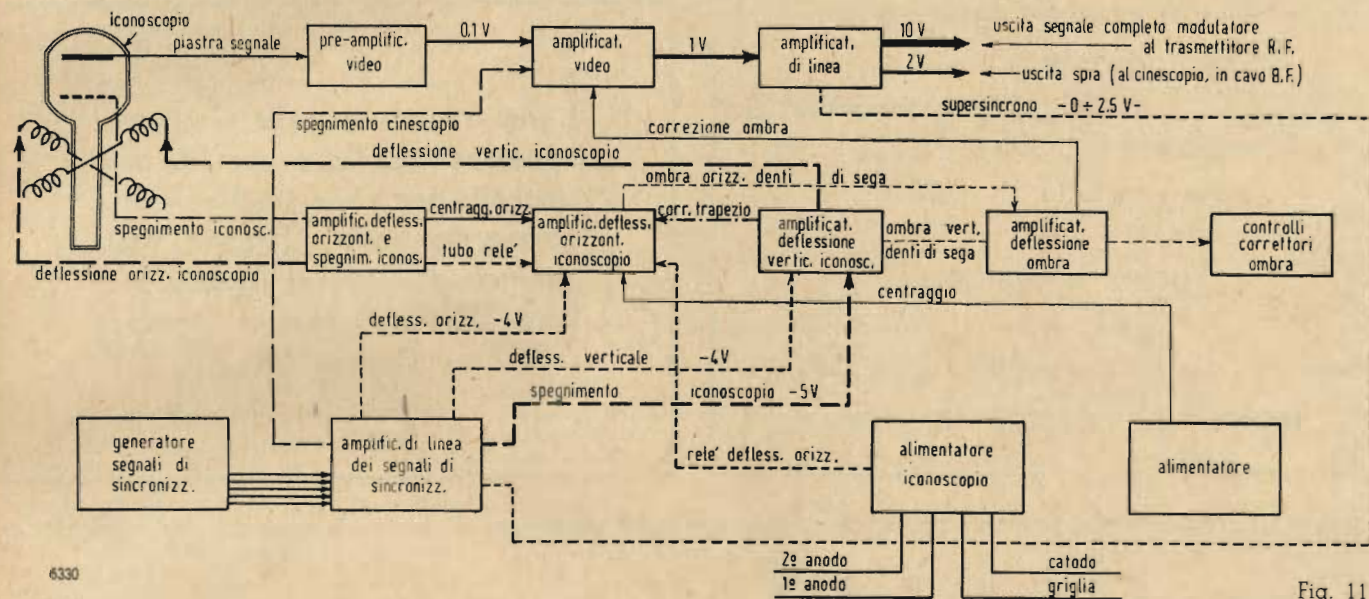 iconoscopio
piastra segnale
pre-amplific.
video
0,1 V
amplificat.
video
1V
amplificat.
di linea
10 V
2 V
uscita segnale completo modulatore
al trasmettitore R.F.
uscita spia (al cinescopio, in cavo B.F.)
supersincrono -0÷2.5 V-
spegnimento cinescopio
correzione ombra
deflessione vertic. iconoscopio
ombra orizz. denti di sega
spegnimento iconosc.
amplific. defless.
orizzont. e
spegnim. iconos.
centragg. orizz.
tubo rele'
amplific. defless.
orizzont.
iconoscopio
corr. trapezio
amplificat.
deflessione
vertic. iconosc.
ombra vert.
denti di sega
amplificat.
deflessione
ombra
controlli
correttori
ombra
deflessione orizz. iconoscopio
centraggio
defless. orizz. -4V
defless. verticale -4V
spegnimento iconoscopio -5V
generatore
segnali di
sincronizz.
amplific. di linea
dei segnali di
sincronizz.
rele' defless. orizz.
alimentatore
iconoscopio
alimentatore
2º anodo
1º anodo
catodo
griglia
6330
Fig. 11